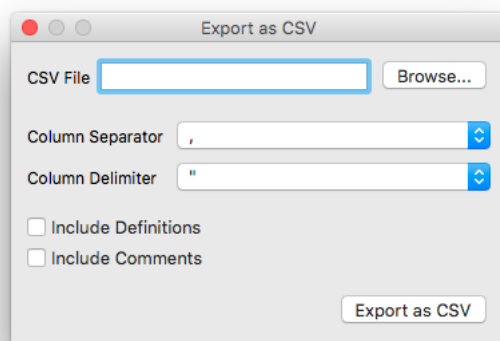 Export as CSV
CSV File Browse...
Column Separator ,
Column Delimiter "
Include Definitions
Include Comments
Export as CSV